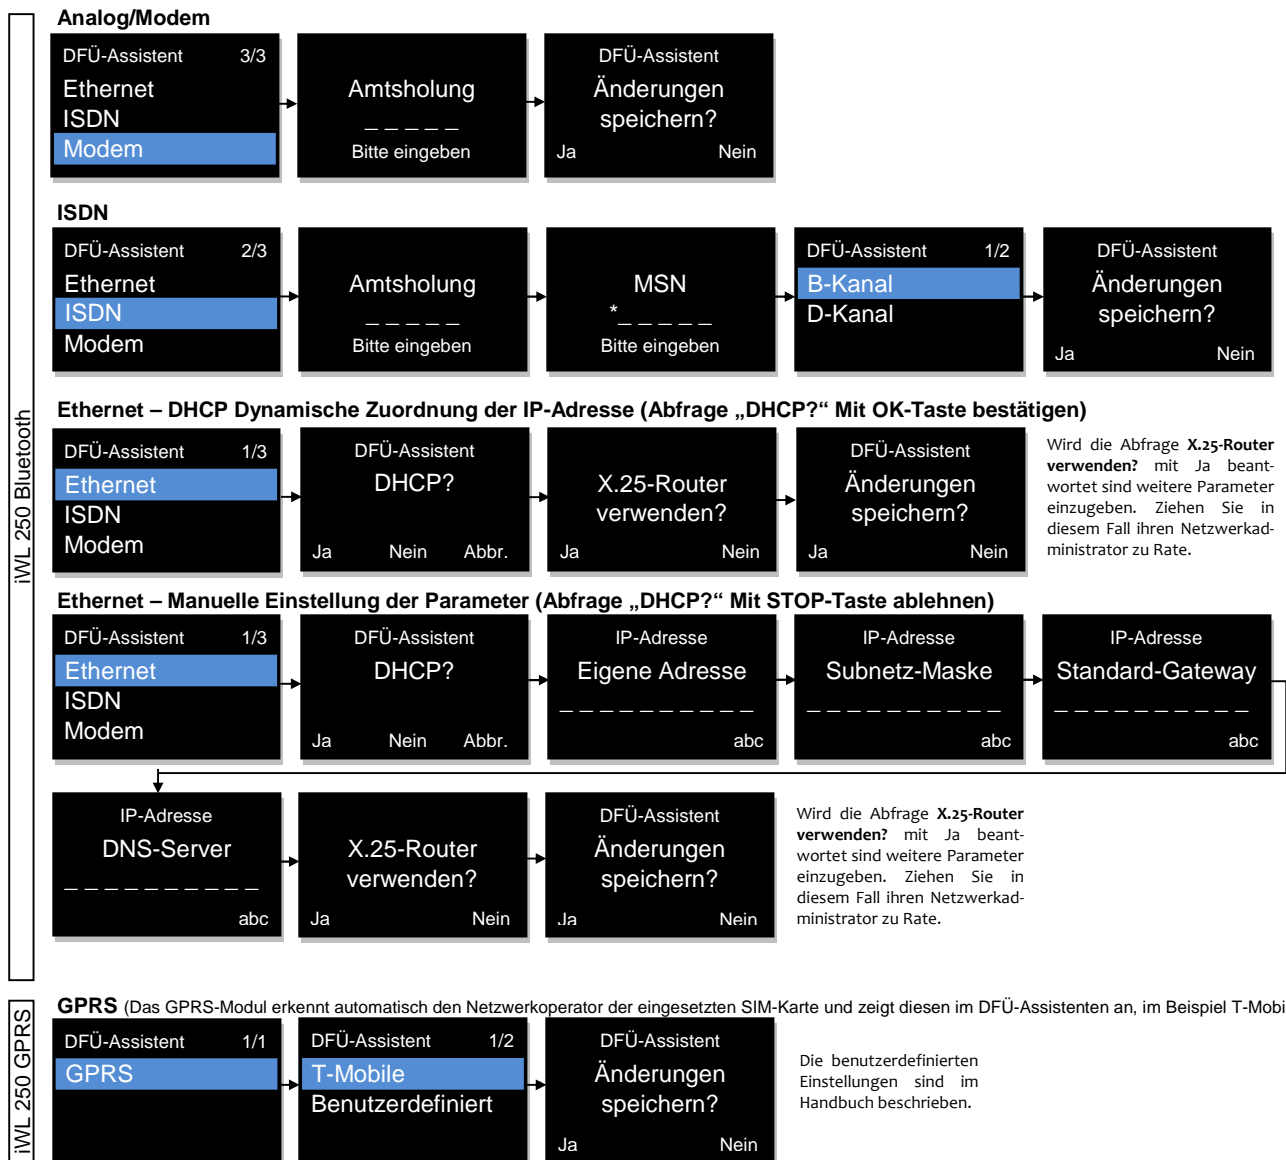 Analog/Modem
DFÜ-Assistent 3/3
Ethernet
ISDN
Modem
Amtsholung
_ _ _ _ _
Bitte eingeben
DFÜ-Assistent
Änderungen
speichern?
Ja Nein
ISDN
DFÜ-Assistent 2/3
Ethernet
ISDN
Modem
Amtsholung
_ _ _ _ _
Bitte eingeben
MSN
*_ _ _ _ _
Bitte eingeben
DFÜ-Assistent 1/2
B-Kanal
D-Kanal
DFÜ-Assistent
Änderungen
speichern?
Ja Nein
iWL 250 Bluetooth
Ethernet – DHCP Dynamische Zuordnung der IP-Adresse (Abfrage „DHCP?“ Mit OK-Taste bestätigen)
DFÜ-Assistent 1/3
Ethernet
ISDN
Modem
DFÜ-Assistent
DHCP?
Ja Nein Abbr.
X.25-Router
verwenden?
Ja Nein
DFÜ-Assistent
Änderungen
speichern?
Ja Nein
Wird die Abfrage X.25-Router
verwenden? mit Ja beant-
wortet sind weitere Parameter
einzugeben. Ziehen Sie in
diesem Fall ihren Netzwerkad-
ministrator zu Rate.
Ethernet – Manuelle Einstellung der Parameter (Abfrage „DHCP?“ Mit STOP-Taste ablehnen)
DFÜ-Assistent 1/3
Ethernet
ISDN
Modem
DFÜ-Assistent
DHCP?
Ja Nein Abbr.
IP-Adresse
Eigene Adresse
_ _ _ _ _ _ _ _ _ _
abc
IP-Adresse
Subnetz-Maske
_ _ _ _ _ _ _ _ _ _
abc
IP-Adresse
Standard-Gateway
_ _ _ _ _ _ _ _ _ _
abc
IP-Adresse
DNS-Server
_ _ _ _ _ _ _ _ _ _
abc
X.25-Router
verwenden?
Ja Nein
DFÜ-Assistent
Änderungen
speichern?
Ja Nein
Wird die Abfrage X.25-Router
verwenden? mit Ja beant-
wortet sind weitere Parameter
einzugeben. Ziehen Sie in
diesem Fall ihren Netzwerkad-
ministrator zu Rate.
iWL 250 GPRS
GPRS (Das GPRS-Modul erkennt automatisch den Netzwerkoperator der eingesetzten SIM-Karte und zeigt diesen im DFÜ-Assistenten an, im Beispiel T-Mobi
DFÜ-Assistent 1/1
GPRS
DFÜ-Assistent 1/2
T-Mobile
Benutzerdefiniert
DFÜ-Assistent
Änderungen
speichern?
Ja Nein
Die benutzerdefinierten
Einstellungen sind im
Handbuch beschrieben.